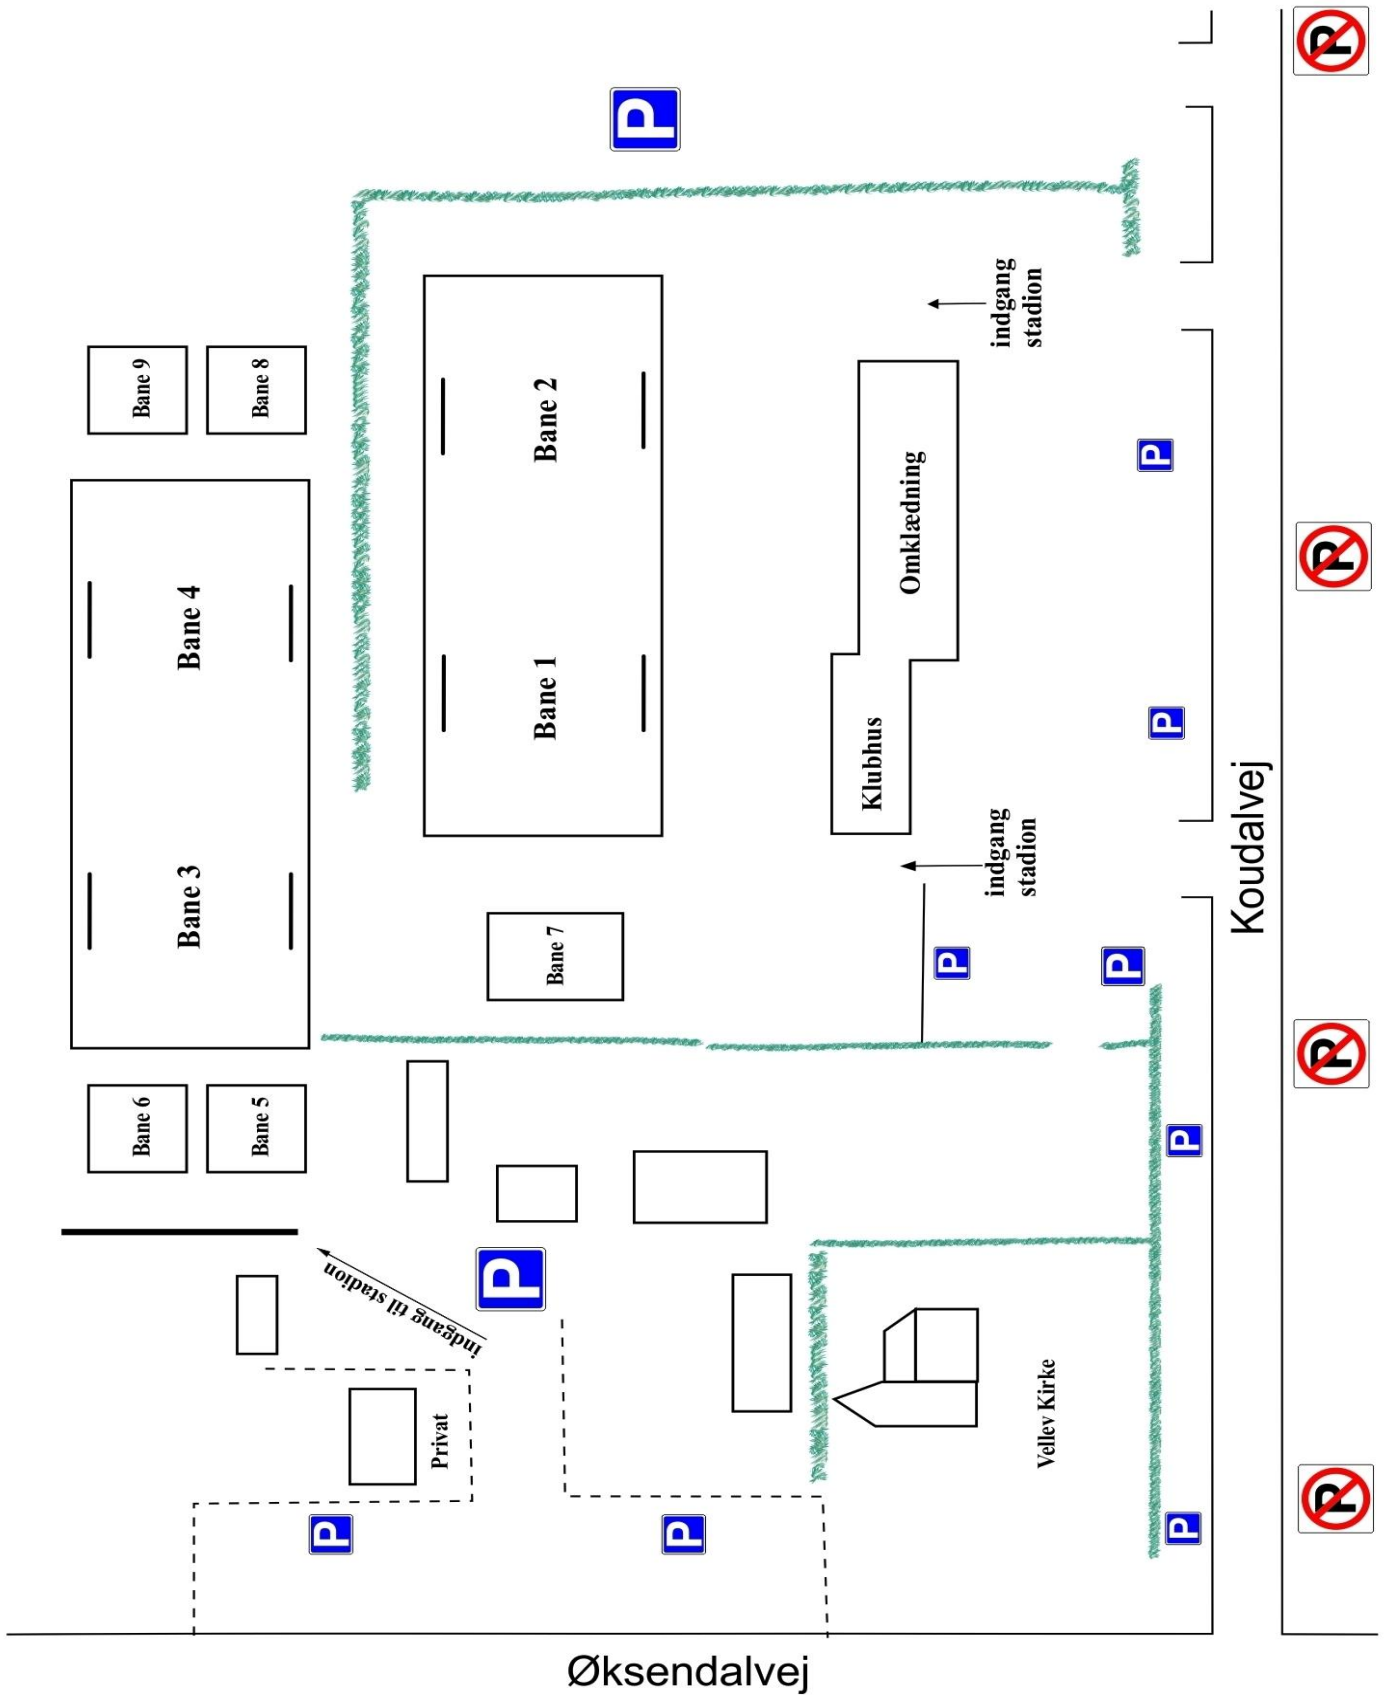 P
P
Bane 9
Bane 8
indgang
stadion
Bane 2
P
Omklædning
P
Bane 4
Bane 1
P
Klubhus
Koudalvej
indgang
stadion
Bane 3
Bane 7
P
P
P
Bane 6
Bane 5
P
P
indgang til stadion
Privat
Vellev Kirke
P
P
P
P
Øksendalvej